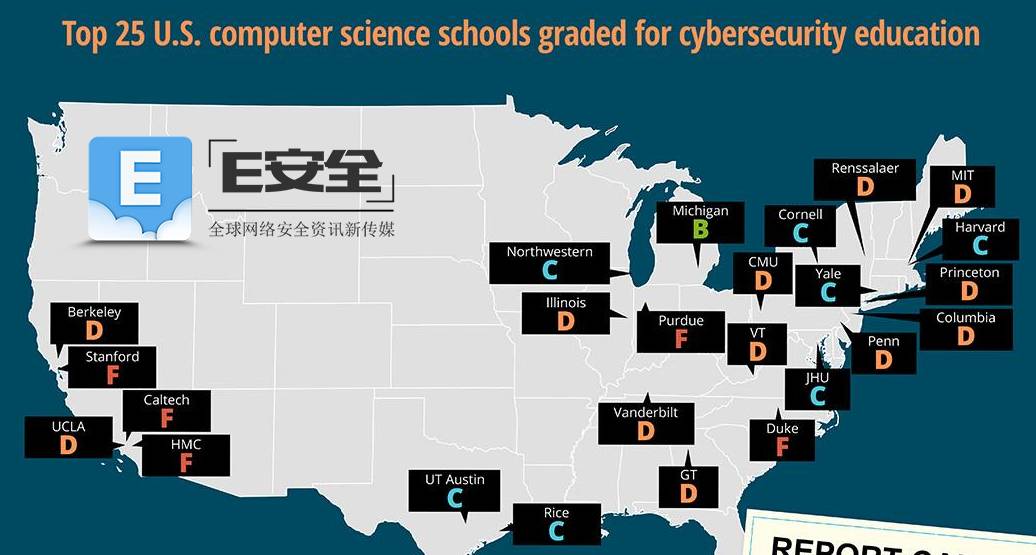 Top 25 U.S. computer science schools graded for cybersecurity education
E
E安全
全球网络安全资讯新传媒
Renssalaer
D
MIT
D
Michigan
B
Cornell
C
Harvard
C
Northwestern
C
CMU
D
Yale
C
Princeton
D
Illinois
D
Berkeley
D
Purdue
F
VT
D
Columbia
D
Penn
D
Stanford
F
JHU
C
Caltech
F
Vanderbilt
D
UCLA
D
HMC
F
Duke
F
UT Austin
C
GT
D
Rice
C
REPORT